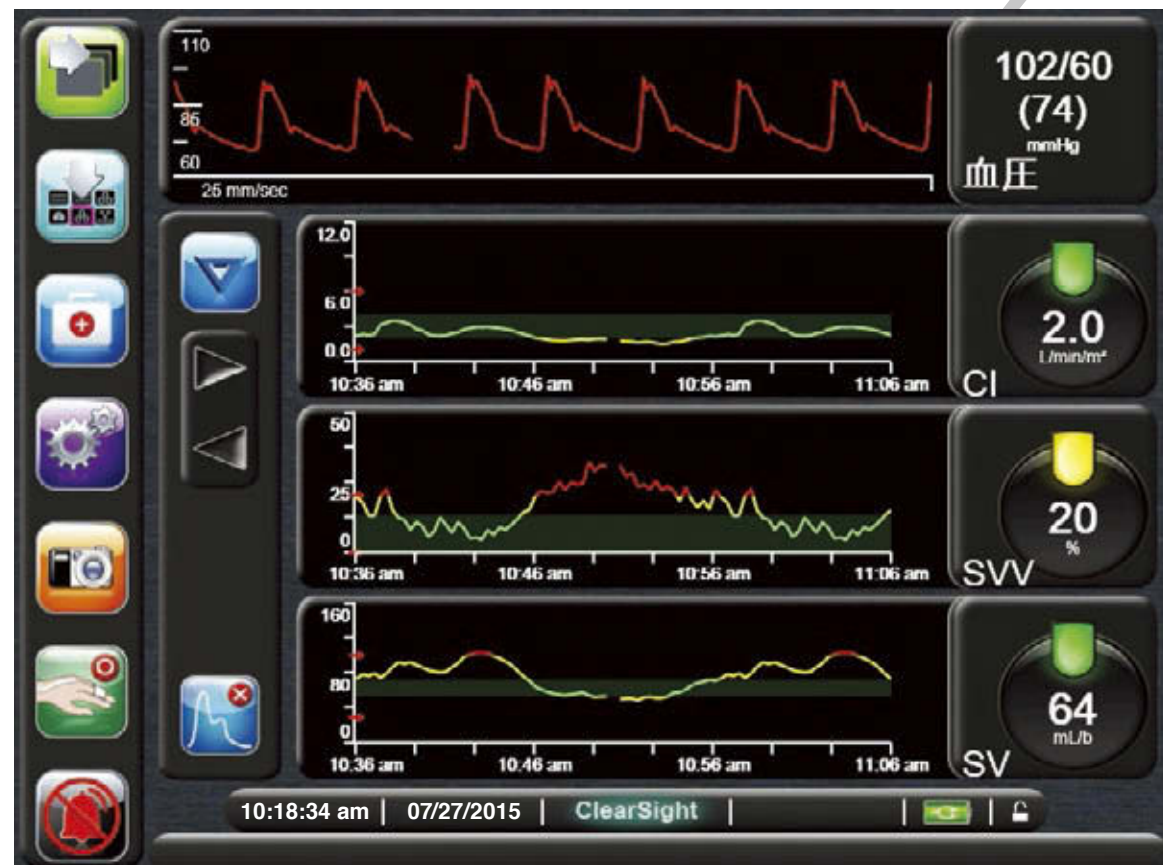 110
86
60
25 mm/sec
102/60
(74)
mmHg
血圧
12.0
6.0
0.0
10:36 am
10:46 am
10:56 am
11:06 am
2.0
L/min/m²
CI
50
25
0
10:36 am
10:46 am
10:56 am
11:06 am
20
%
SVV
160
80
0
10:36 am
10:46 am
10:56 am
11:06 am
64
mL/b
SV
10:18:34 am
07/27/2015
ClearSight